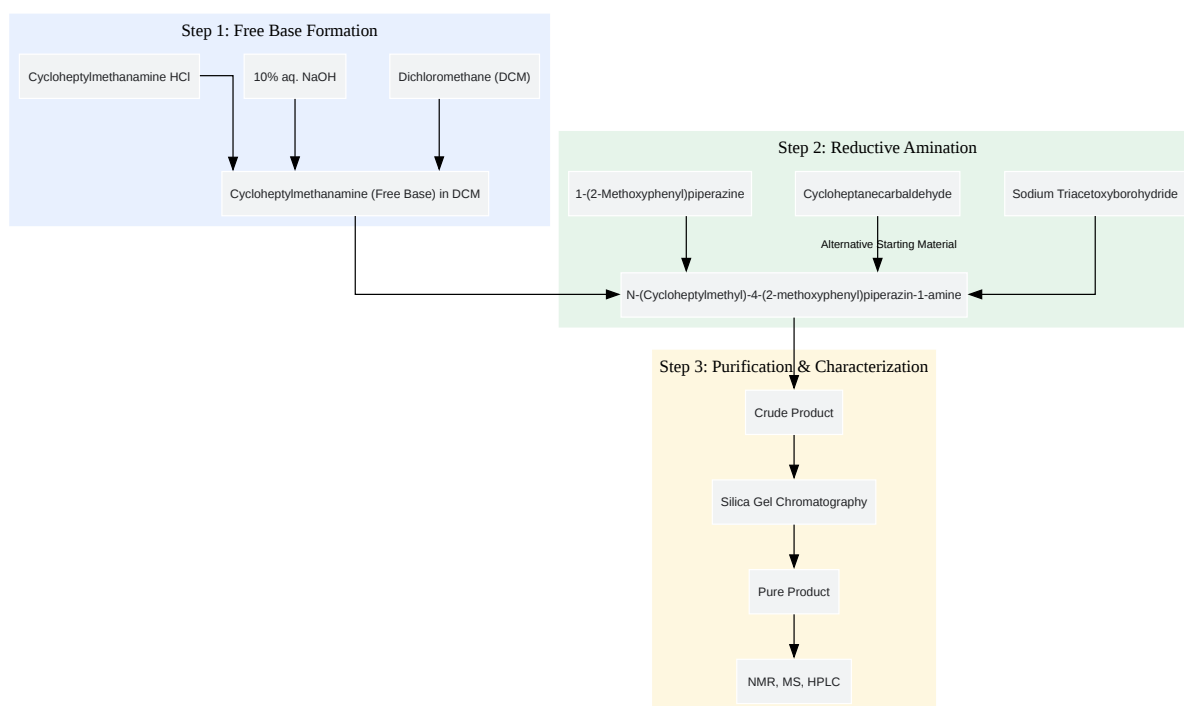 Step 1: Free Base Formation
Cycloheptylmethanamine HCl
10% aq. NaOH
Dichloromethane (DCM)
Cycloheptylmethanamine (Free Base) in DCM
Step 2: Reductive Amination
1-(2-Methoxyphenyl)piperazine
Cycloheptanecarbaldehyde
Sodium Triacetoxyborohydride
Alternative Starting Material
N-(Cycloheptylmethyl)-4-(2-methoxyphenyl)piperazin-1-amine
Step 3: Purification & Characterization
Crude Product
Silica Gel Chromatography
Pure Product
NMR, MS, HPLC